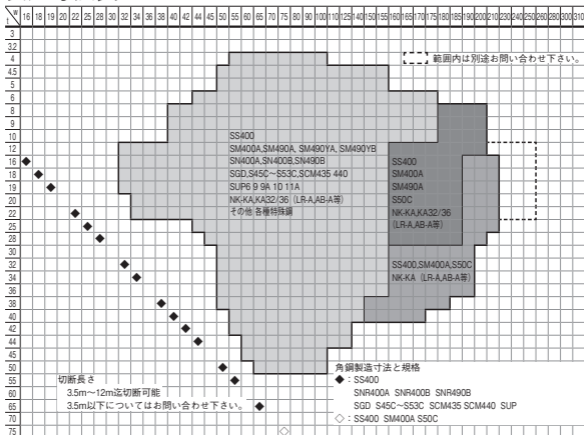 W
t 16 19 20 22 25 28 30 32 34 36 38 40 42 44 46 48 50 55 60 65 70 75 80 90 100 110 125 130 140 150 160 165 170 175 180 185 190 200 210 220 230 250 260 280 300 310
3
3.2
4 範囲内は別途お問い合わせ下さい。
4.5
5
6
8
9
10 SS400
12 SM400A,SM490A, SM490YA, SM490YB
16 SN400A,SN400B,SN490B SS400
18 SGD,S45C〜S53C,SCM435 440 SM400A
19 SUP6 9 9A 10 11A SM490A
20 NK-KA,KA32/36(LR-A,AB-A等) S50C
22 その他 各種特殊鋼 NK-KA,KA32/36
25 (LR-A,AB-A等)
28
30
32 SS400,SM400A,S50C
34 NK-KA(LR-A,AB-A等)
36
38
40
42
44
45
50 角鋼製造寸法と規格
55 切断長さ ◆:SS400
60 3.5m〜12m迄切断可能 SNR400A SNR400B SNR490B
65 3.5m以下についてはお問い合わせ下さい。 SGD S45C〜S53C SCM435 SCM440 SUP
70 ◇:SS400 SM400A S50C
75